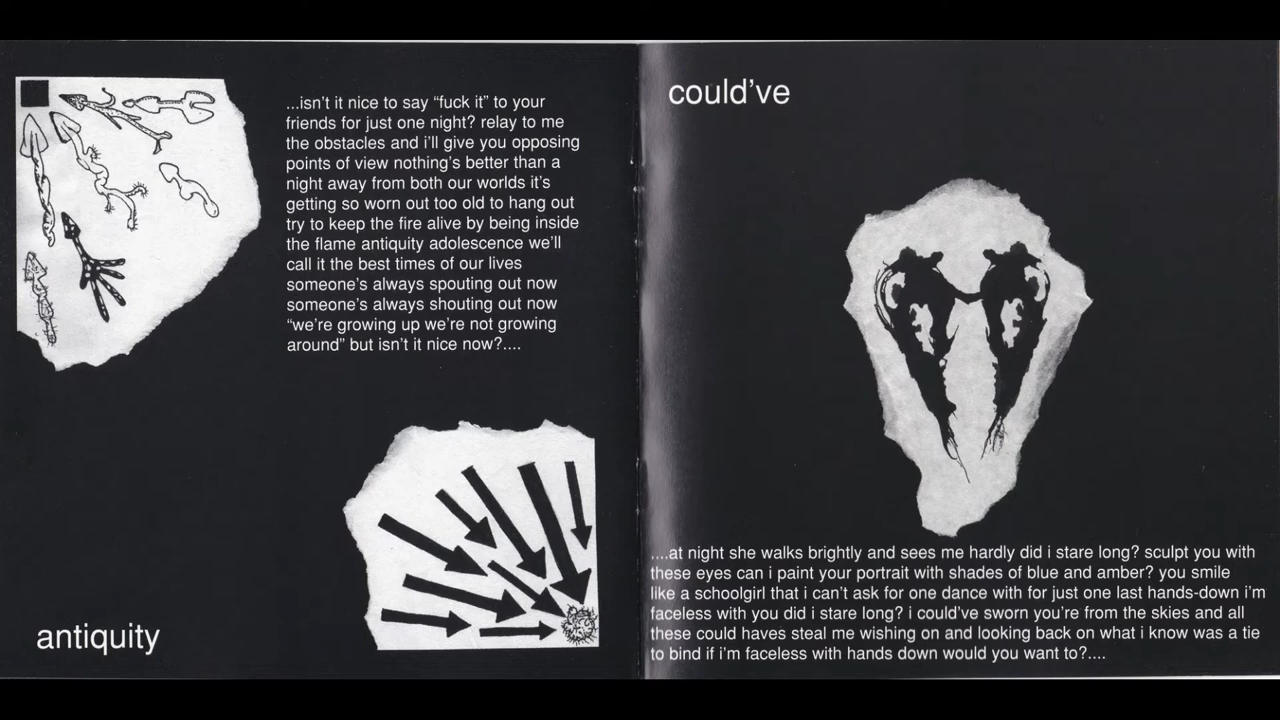 ...isn't it nice to say “fuck it” to your
friends for just one night? relay to me
the obstacles and i'll give you opposing
points of view nothing's better than a
night away from both our worlds it's
getting so worn out too old to hang out
try to keep the fire alive by being inside
the flame antiquity adolescence we'll
call it the best times of our lives
someone's always spouting out now
someone's always shouting out now
“we're growing up we're not growing
around” but isn't it nice now?....
antiquity
could've
....at night she walks brightly and sees me hardly did i stare long? sculpt you with
these eyes can i paint your portrait with shades of blue and amber? you smile
like a schoolgirl that i can't ask for one dance with for just one last hands-down i'm
faceless with you did i stare long? i could've sworn you're from the skies and all
these could haves steal me wishing on and looking back on what i know was a tie
to bind if i'm faceless with hands down would you want to?....